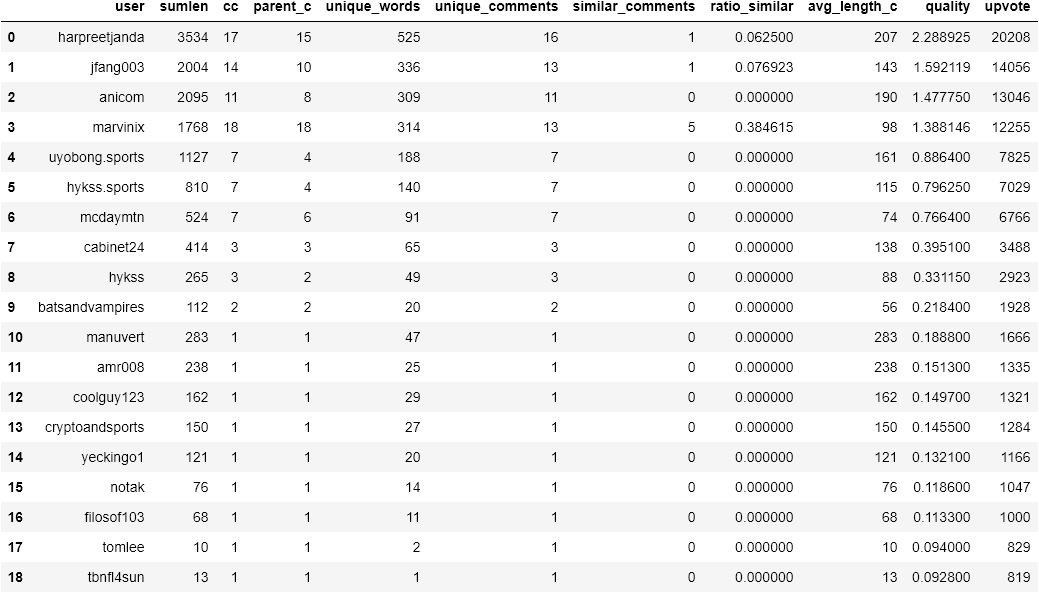 user sumlen cc parent_c unique_words unique_comments similar_comments ratio_similar avg_length_c quality upvote
0 harpreetjanda 3534 17 15 525 16 1 0.062500 207 2.288925 20208
1 jfang003 2004 14 10 336 13 1 0.076923 143 1.592119 14056
2 anicom 2095 11 8 309 11 0 0.000000 190 1.477750 13046
3 marvinix 1768 18 18 314 13 5 0.384615 98 1.388146 12255
4 uyobong.sports 1127 7 4 188 7 0 0.000000 161 0.886400 7825
5 hykss.sports 810 7 4 140 7 0 0.000000 115 0.796250 7029
6 mcdaymtn 524 7 6 91 7 0 0.000000 74 0.766400 6766
7 cabinet24 414 3 3 65 3 0 0.000000 138 0.395100 3488
8 hykss 265 3 2 49 3 0 0.000000 88 0.331150 2923
9 batsandvampires 112 2 2 20 2 0 0.000000 56 0.218400 1928
10 manuvert 283 1 1 47 1 0 0.000000 283 0.188800 1666
11 amr008 238 1 1 25 1 0 0.000000 238 0.151300 1335
12 coolguy123 162 1 1 29 1 0 0.000000 162 0.149700 1321
13 cryptoandsports 150 1 1 27 1 0 0.000000 150 0.145500 1284
14 yeckingo1 121 1 1 20 1 0 0.000000 121 0.132100 1166
15 notak 76 1 1 14 1 0 0.000000 76 0.118600 1047
16 filosof103 68 1 1 11 1 0 0.000000 68 0.113300 1000
17 tomlee 10 1 1 2 1 0 0.000000 10 0.094000 829
18 tbnfl4sun 13 1 1 1 1 0 0.000000 13 0.092800 819